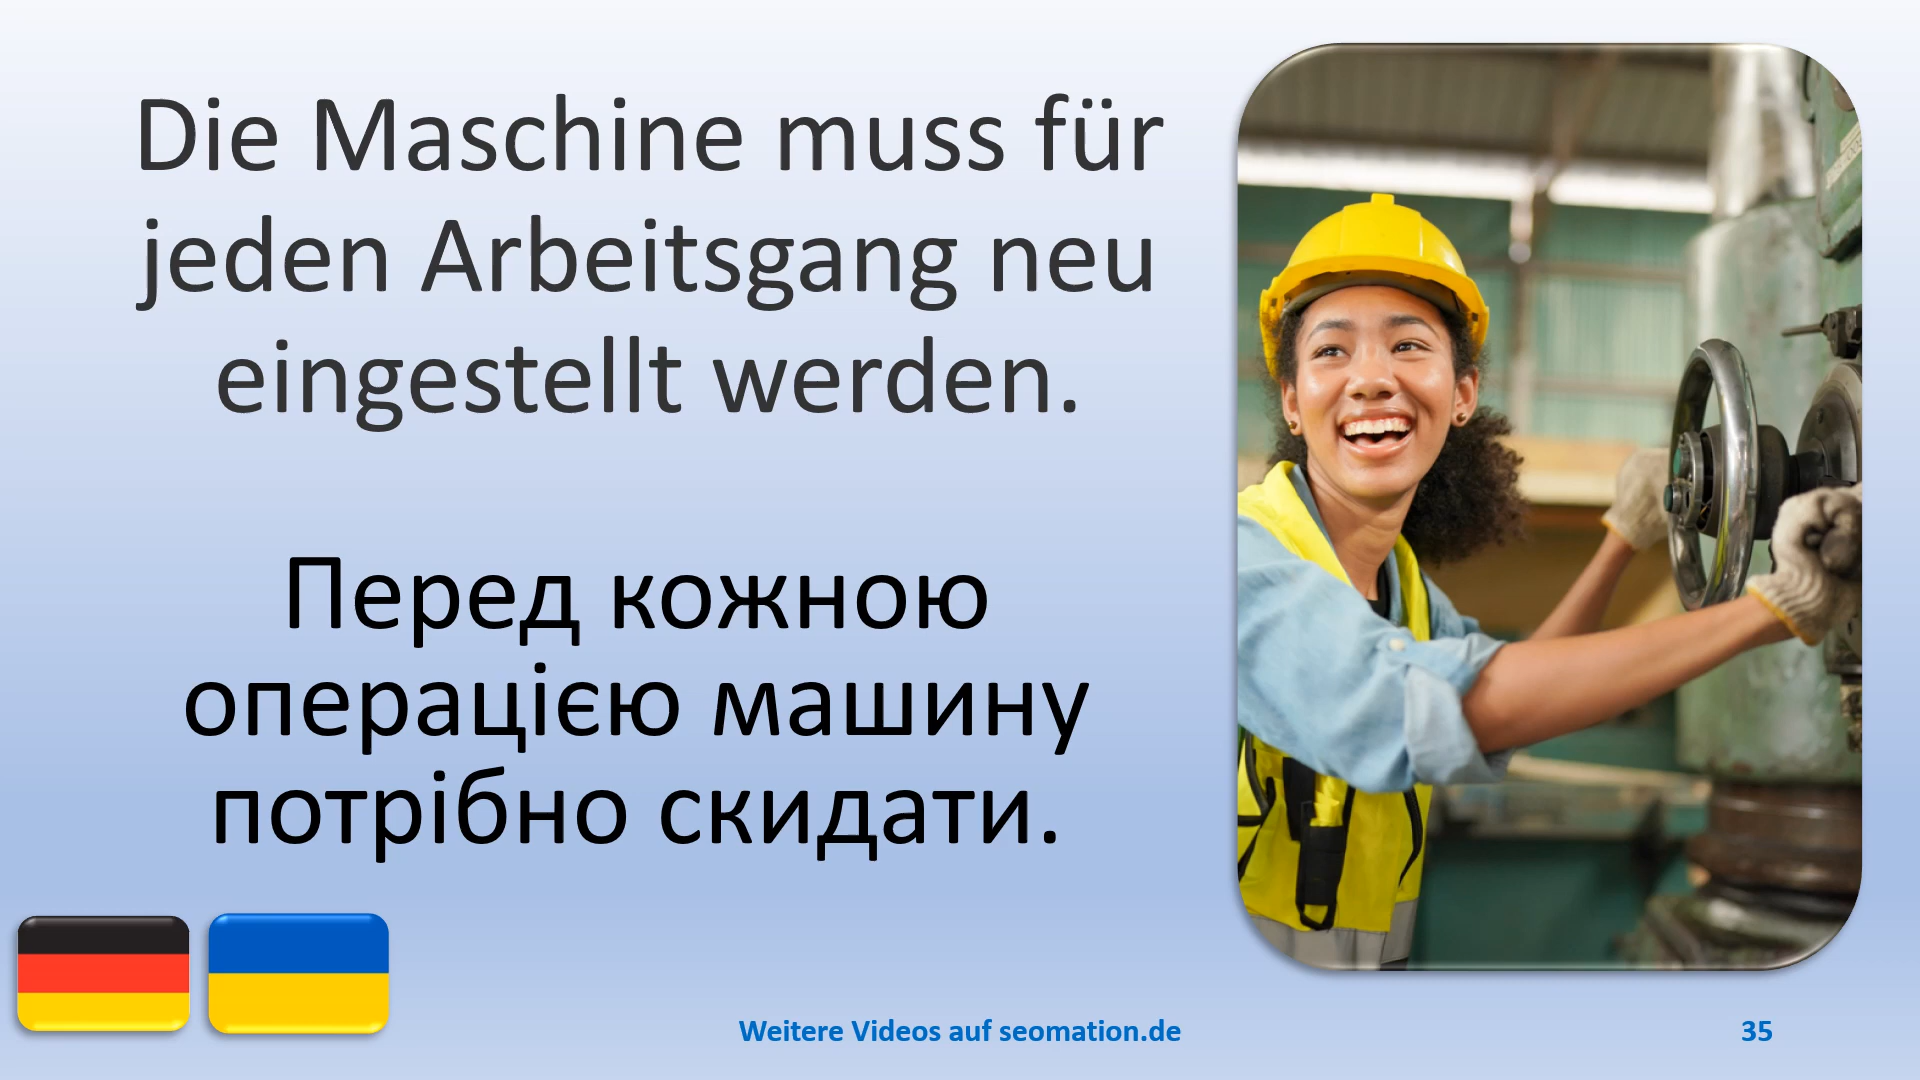 Die Maschine muss für
jeden Arbeitsgang neu
eingestellt werden.
Перед кожною
операцією машину
потрібно скидати.
Weitere Videos auf seomation.de
35